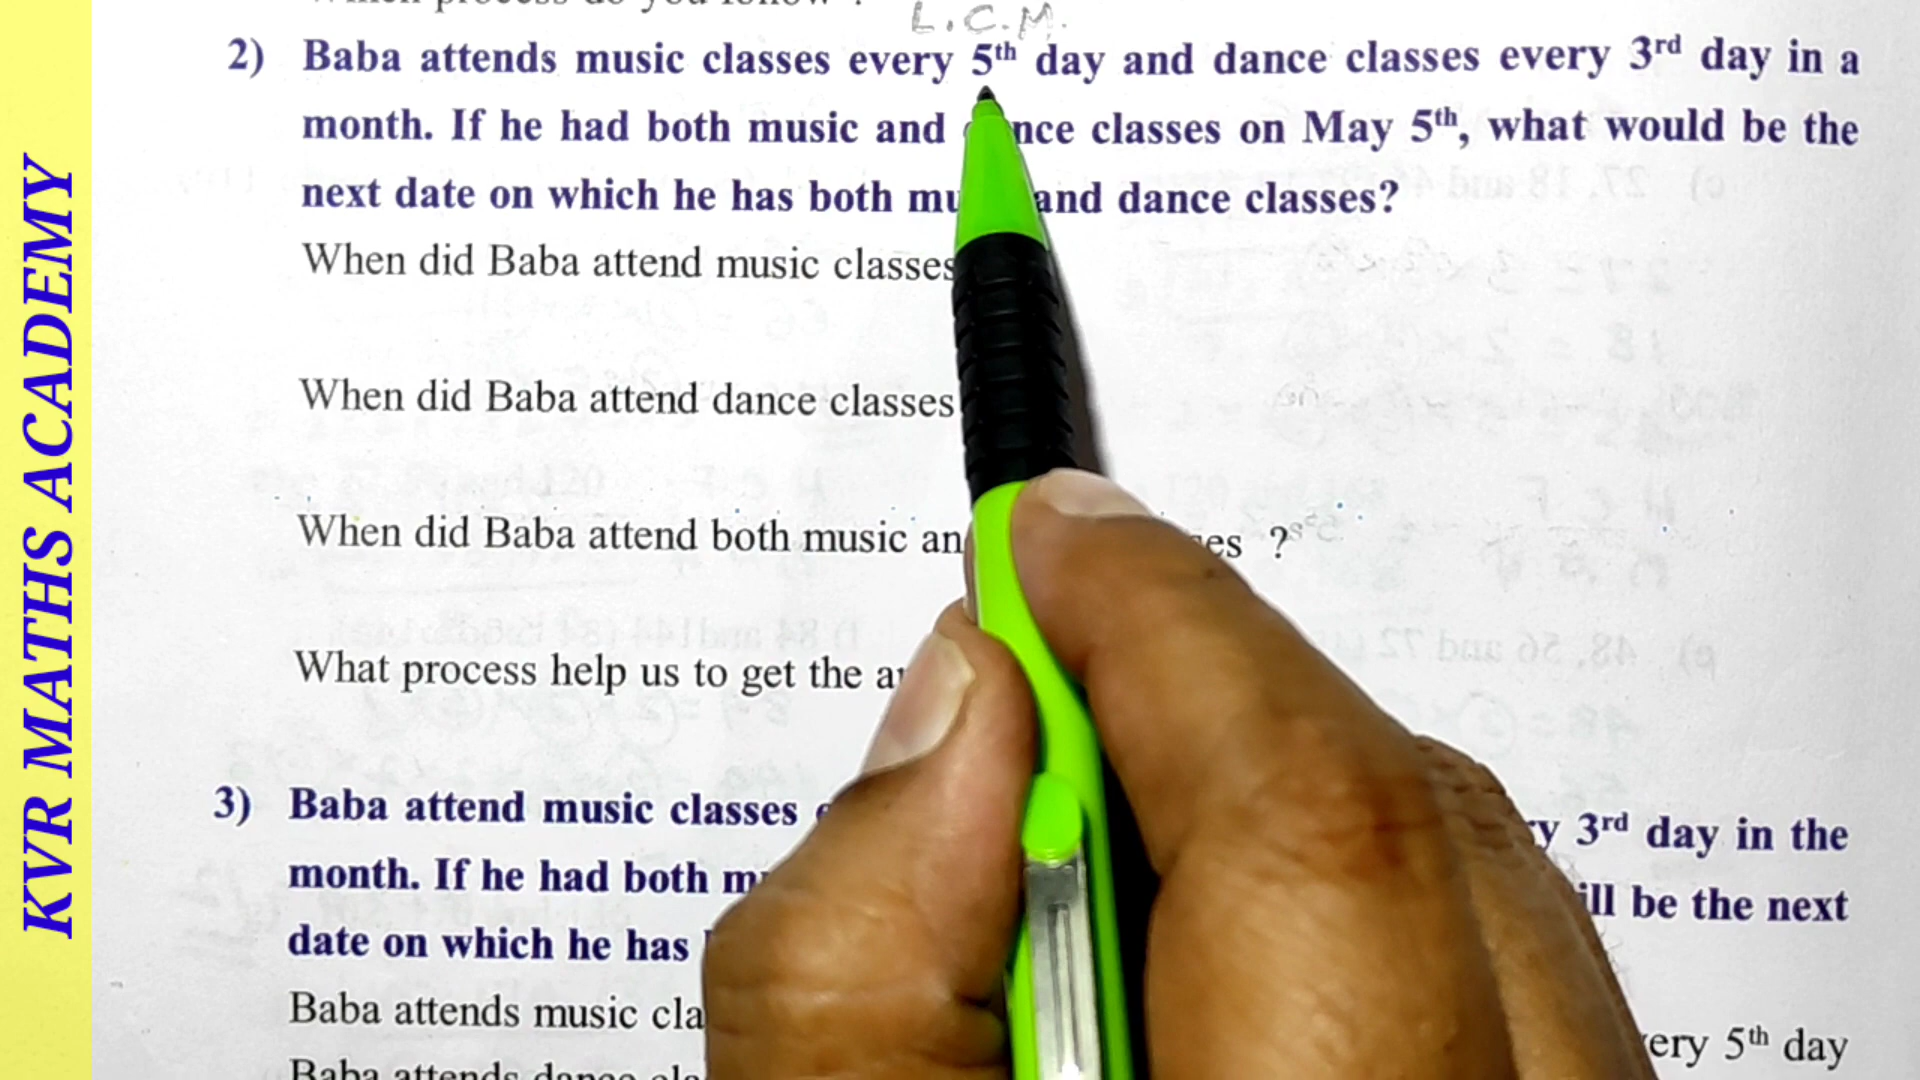 KVR MATHS ACADEMY
L.C.M.
2) Baba attends music classes every 5th day and dance classes every 3rd day in a
month. If he had both music and nce classes on May 5th, what would be the
next date on which he has both mu and dance classes?
When did Baba attend music classes
When did Baba attend dance classes
When did Baba attend both music an es ?
What process help us to get the a
3) Baba attend music classes y 3rd day in the
month. If he had both m ill be the next
date on which he has
Baba attends music cla ery 5th day
Baba attends dance cla